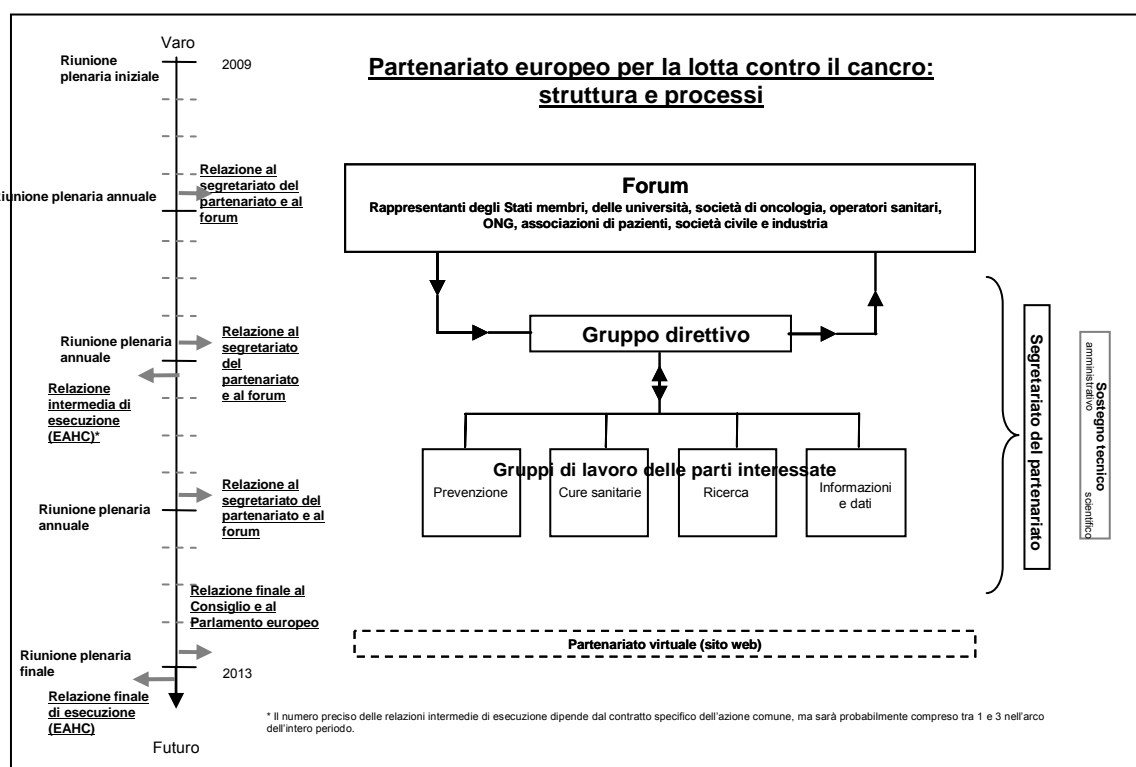 Partenariato europeo per la lotta contro il cancro:
struttura e processi
Varo
Riunione
plenaria iniziale
2009
Relazione al
segretariato del
partenariato e al
forum
Riunione plenaria annuale
Relazione al
segretariato
del
partenariato
e al forum
Riunione plenaria
annuale
Relazione
intermedia di
esecuzione
(EAHC)*
Relazione al
segretariato del
partenariato e al
forum
Riunione plenaria
annuale
Relazione finale al
Consiglio e al
Parlamento europeo
Riunione plenaria
finale
2013
Relazione finale
di esecuzione
(EAHC)
Futuro
Forum
Rappresentanti degli Stati membri, delle università, società di oncologia, operatori sanitari,
ONG, associazioni di pazienti, società civile e industria
Gruppo direttivo
Gruppi di lavoro delle parti interessate
Prevenzione
Cure sanitarie
Ricerca
Informazioni
e dati
Segretariato del partenariato
Sostegno tecnico
amministrativo
scientifico
Partenariato virtuale (sito web)
* Il numero preciso delle relazioni intermedie di esecuzione dipende dal contratto specifico dell'azione comune, ma sarà probabilmente compreso tra 1 e 3 nell'arco
dell'intero periodo.